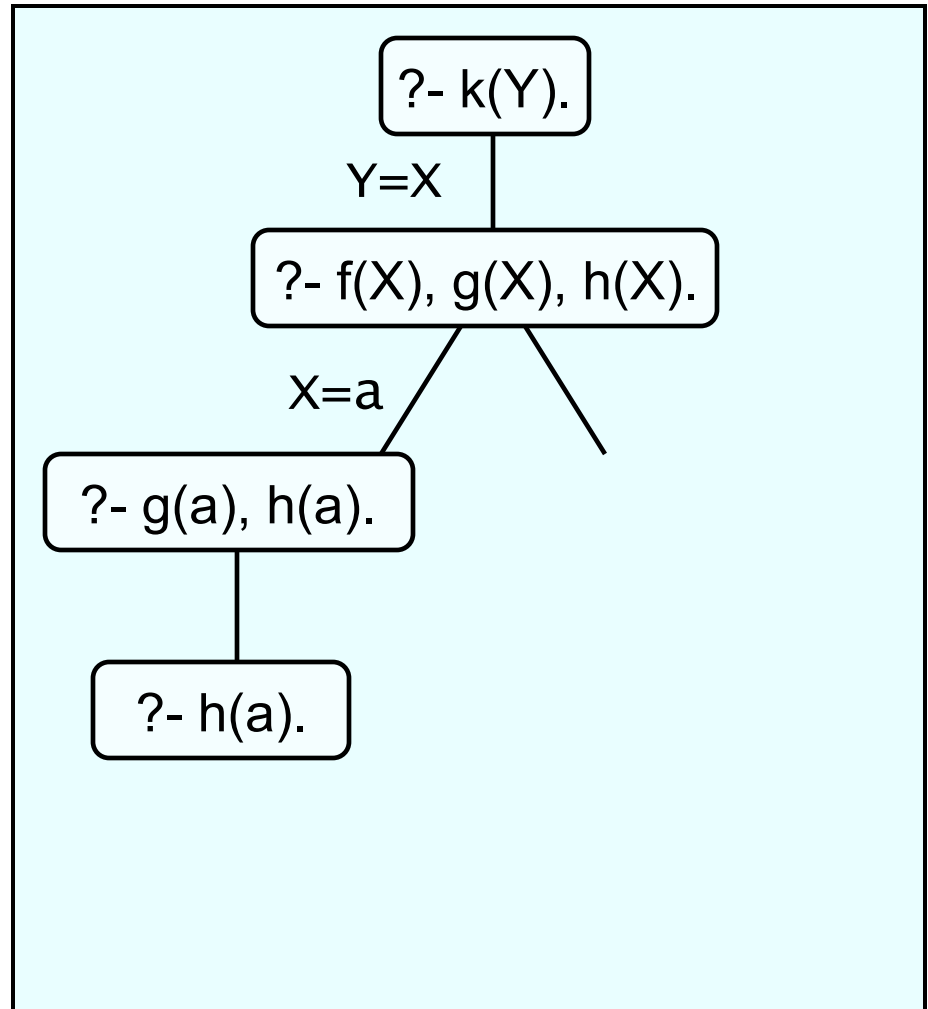 ?- k(Y).
Y=X
?- f(X), g(X), h(X).
X=a
?- g(a), h(a).
?- h(a).